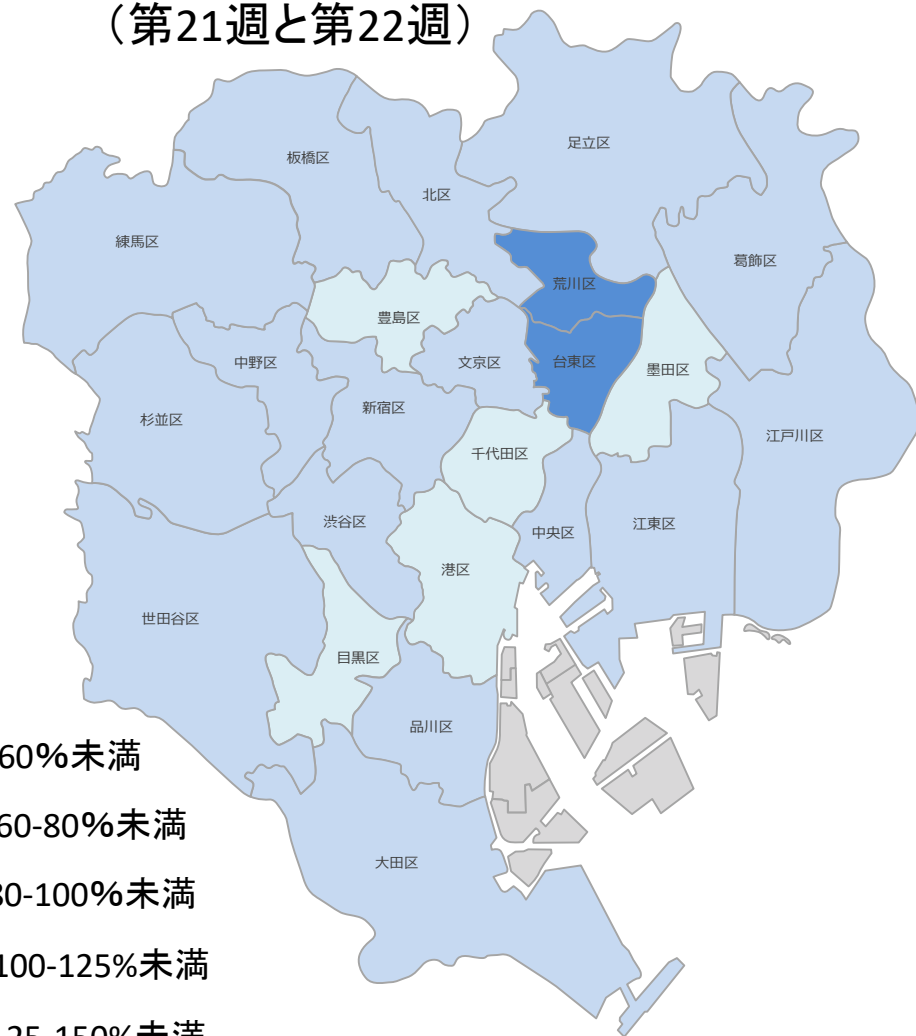 （第21週と第22週）
足立区
板橋区
北区
練馬区
葛飾区
荒川区
豊島区
中野区
文京区
台東区
墨田区
杉並区
新宿区
江戸川区
千代田区
渋谷区
中央区
江東区
港区
世田谷区
目黒区
品川区
大田区
60%未満
60-80%未満
80-100%未満
100-125%未満
125-150%未満